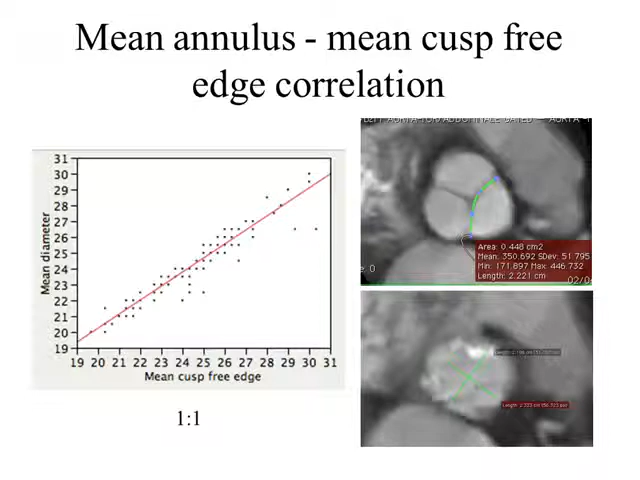 Mean annulus - mean cusp free
edge correlation
31
30
29
28
27
26
25
24
23
22
21
20
19
Mean diameter
19 20 21 22 23 24 25 26 27 28 29 30 31
Mean cusp free edge
1:1
Area: 0.448 cm2
Mean: 350.692 SDev: 51.795
Min: 171.897 Max: 446.732
Length: 2.221 cm
e 0
02/0